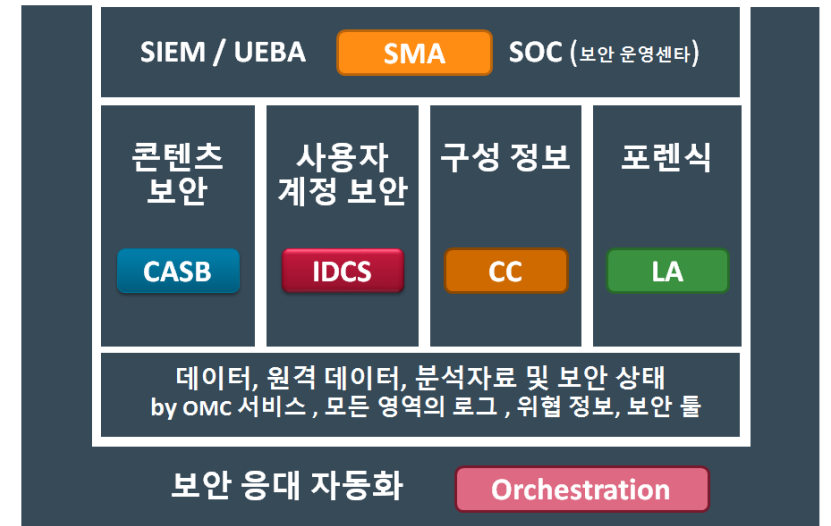 SIEM / UEBA SMA SOC (보안 운영센타)
콘텐츠
보안
CASB
사용자
계정 보안
IDCS
구성 정보
CC
포렌식
LA
데이터, 원격 데이터, 분석자료 및 보안 상태
by OMC 서비스 , 모든 영역의 로그 , 위협 정보, 보안 툴
보안 응대 자동화 Orchestration